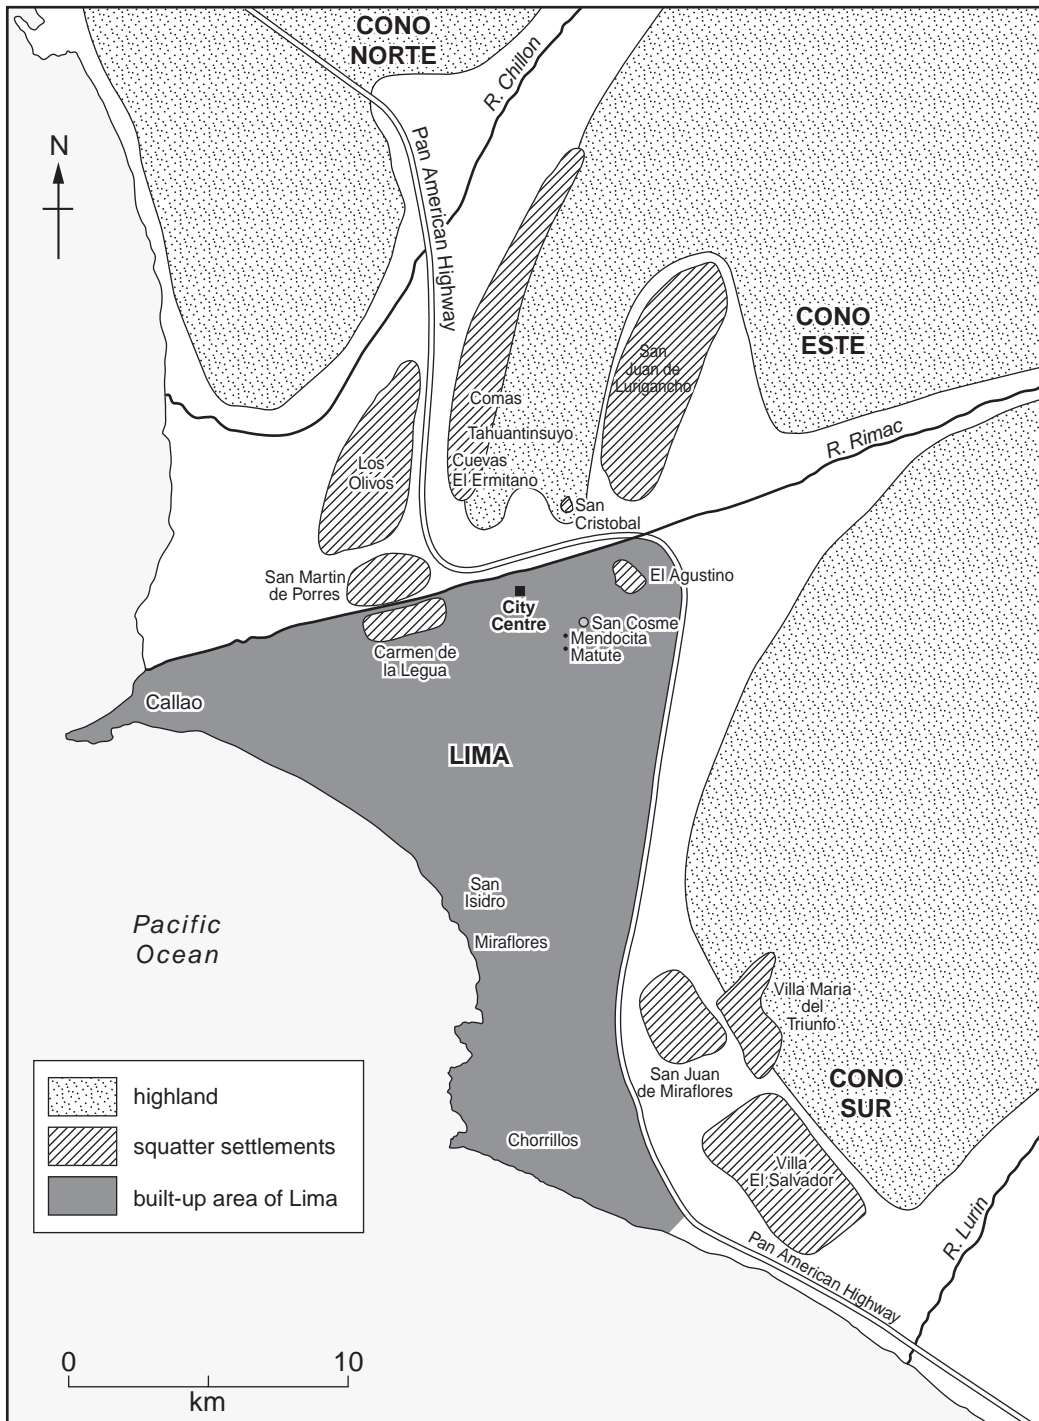 CONO
NORTE
R. Chillon
N
Pan American Highway
CONO
ESTE
San
Juan de
Lurigancho
Comas
Tahuantinsuyo
R. Rimac
Cuevas
El Ermitano
Los
Olivos
San
Cristobal
San Martin
de Porres
El Agustino
City
Centre
San Cosme
Mendocita
Matute
Carmen de
la Legua
Callao
LIMA
San
Isidro
Miraflores
Pacific
Ocean
Villa Maria
del
Triunfo
San Juan
de Miraflores
CONO
SUR
highland
squatter settlements
built-up area of Lima
Chorrillos
Villa
El Salvador
R. Lurin
Pan American Highway
0 10
km